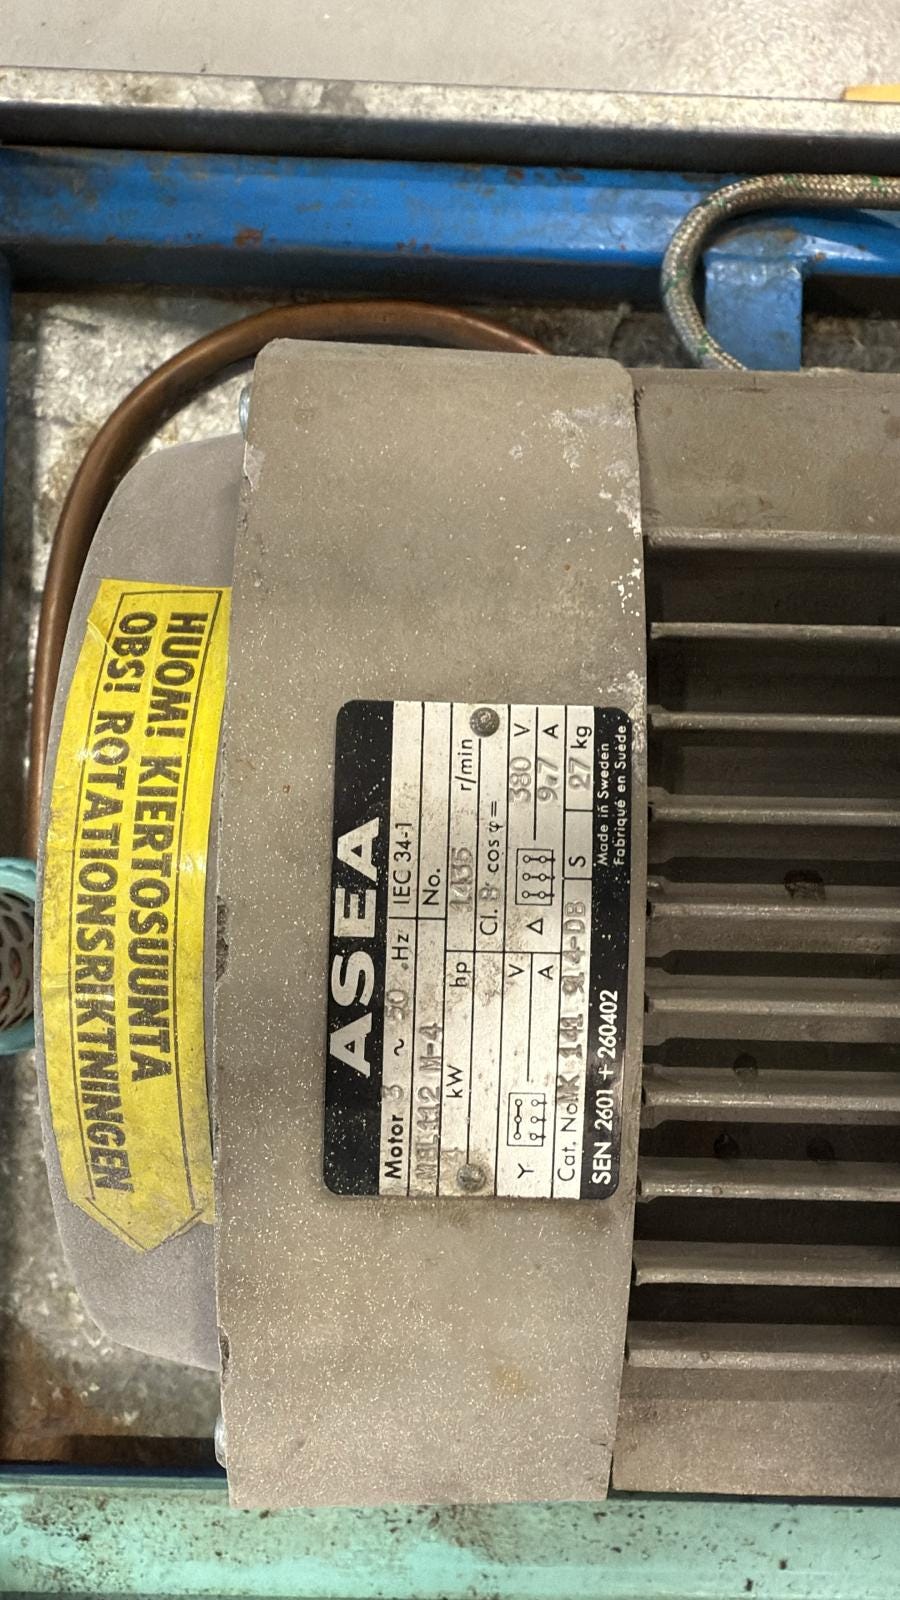 HUOM! KIERTOSUUNTA
OBS! ROTATIONSRIKTNINGEN
ASEA
Motor 3 ~ 50 Hz IEC 34-1
112 M-4 No.
4 kW hp 1435 r/min
Cl. B cos φ =
Y V Δ 380 V
A 9.7 A
Cat. No. MK 141 914-DB S 27 kg
SEN 2601 + 260402 Made in Sweden
Fabriqué en Suède